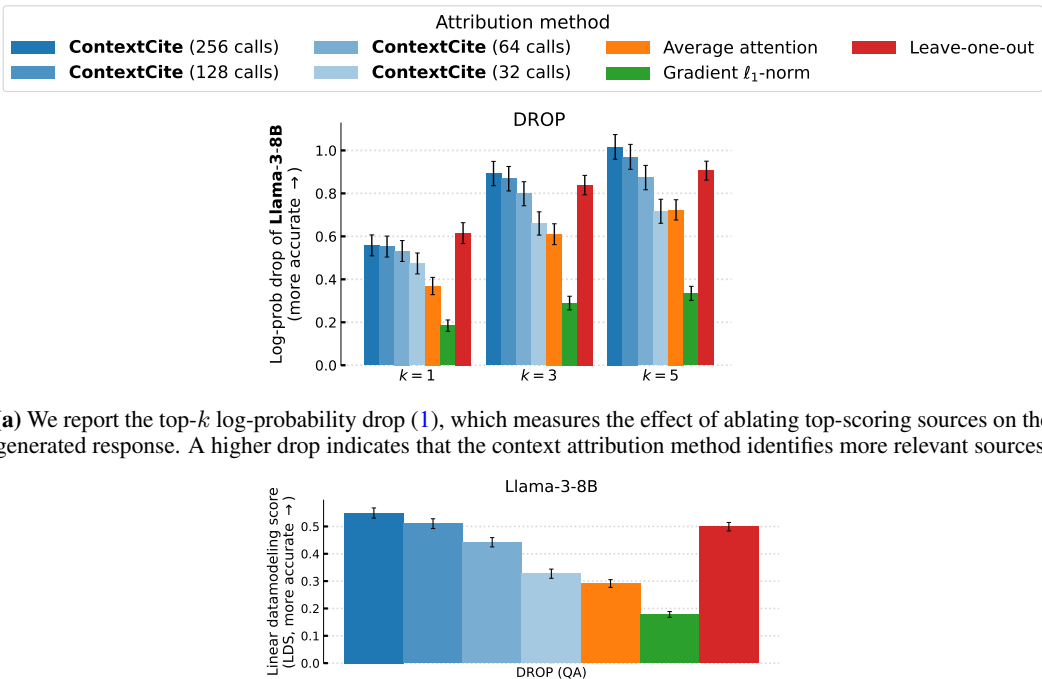 Attribution method
ContextCite (256 calls)
ContextCite (128 calls)
ContextCite (64 calls)
ContextCite (32 calls)
Average attention
Gradient ℓ1-norm
Leave-one-out
DROP
Log-prob drop of Llama-3-8B
(more accurate →)
1.0
0.8
0.6
0.4
0.2
0.0
k = 1
k = 3
k = 5
(a) We report the top-k log-probability drop (1), which measures the effect of ablating top-scoring sources on the
generated response. A higher drop indicates that the context attribution method identifies more relevant sources
Llama-3-8B
Linear datamodeling score
(LDS, more accurate →)
0.5
0.4
0.3
0.2
0.1
0.0
DROP (QA)